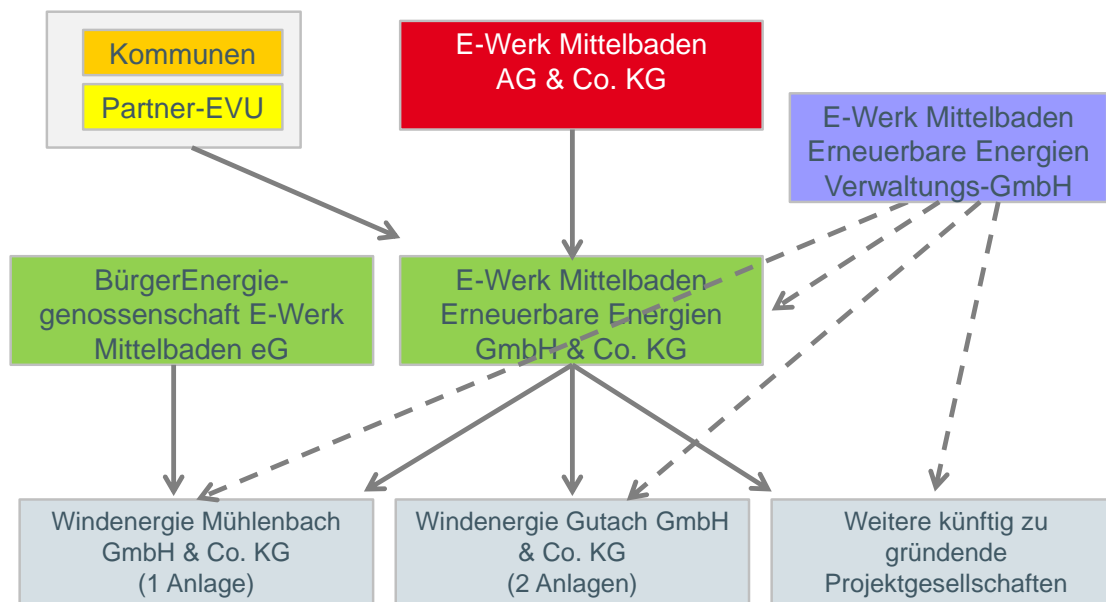 Kommunen
Partner-EVU
E-Werk Mittelbaden
AG & Co. KG
E-Werk Mittelbaden
Erneuerbare Energien
Verwaltungs-GmbH
BürgerEnergie-
genossenschaft E-Werk
Mittelbaden eG
E-Werk Mittelbaden
Erneuerbare Energien
GmbH & Co. KG
Windenergie Mühlenbach
GmbH & Co. KG
(1 Anlage)
Windenergie Gutach GmbH
& Co. KG
(2 Anlagen)
Weitere künftig zu
gründende
Projektgesellschaften